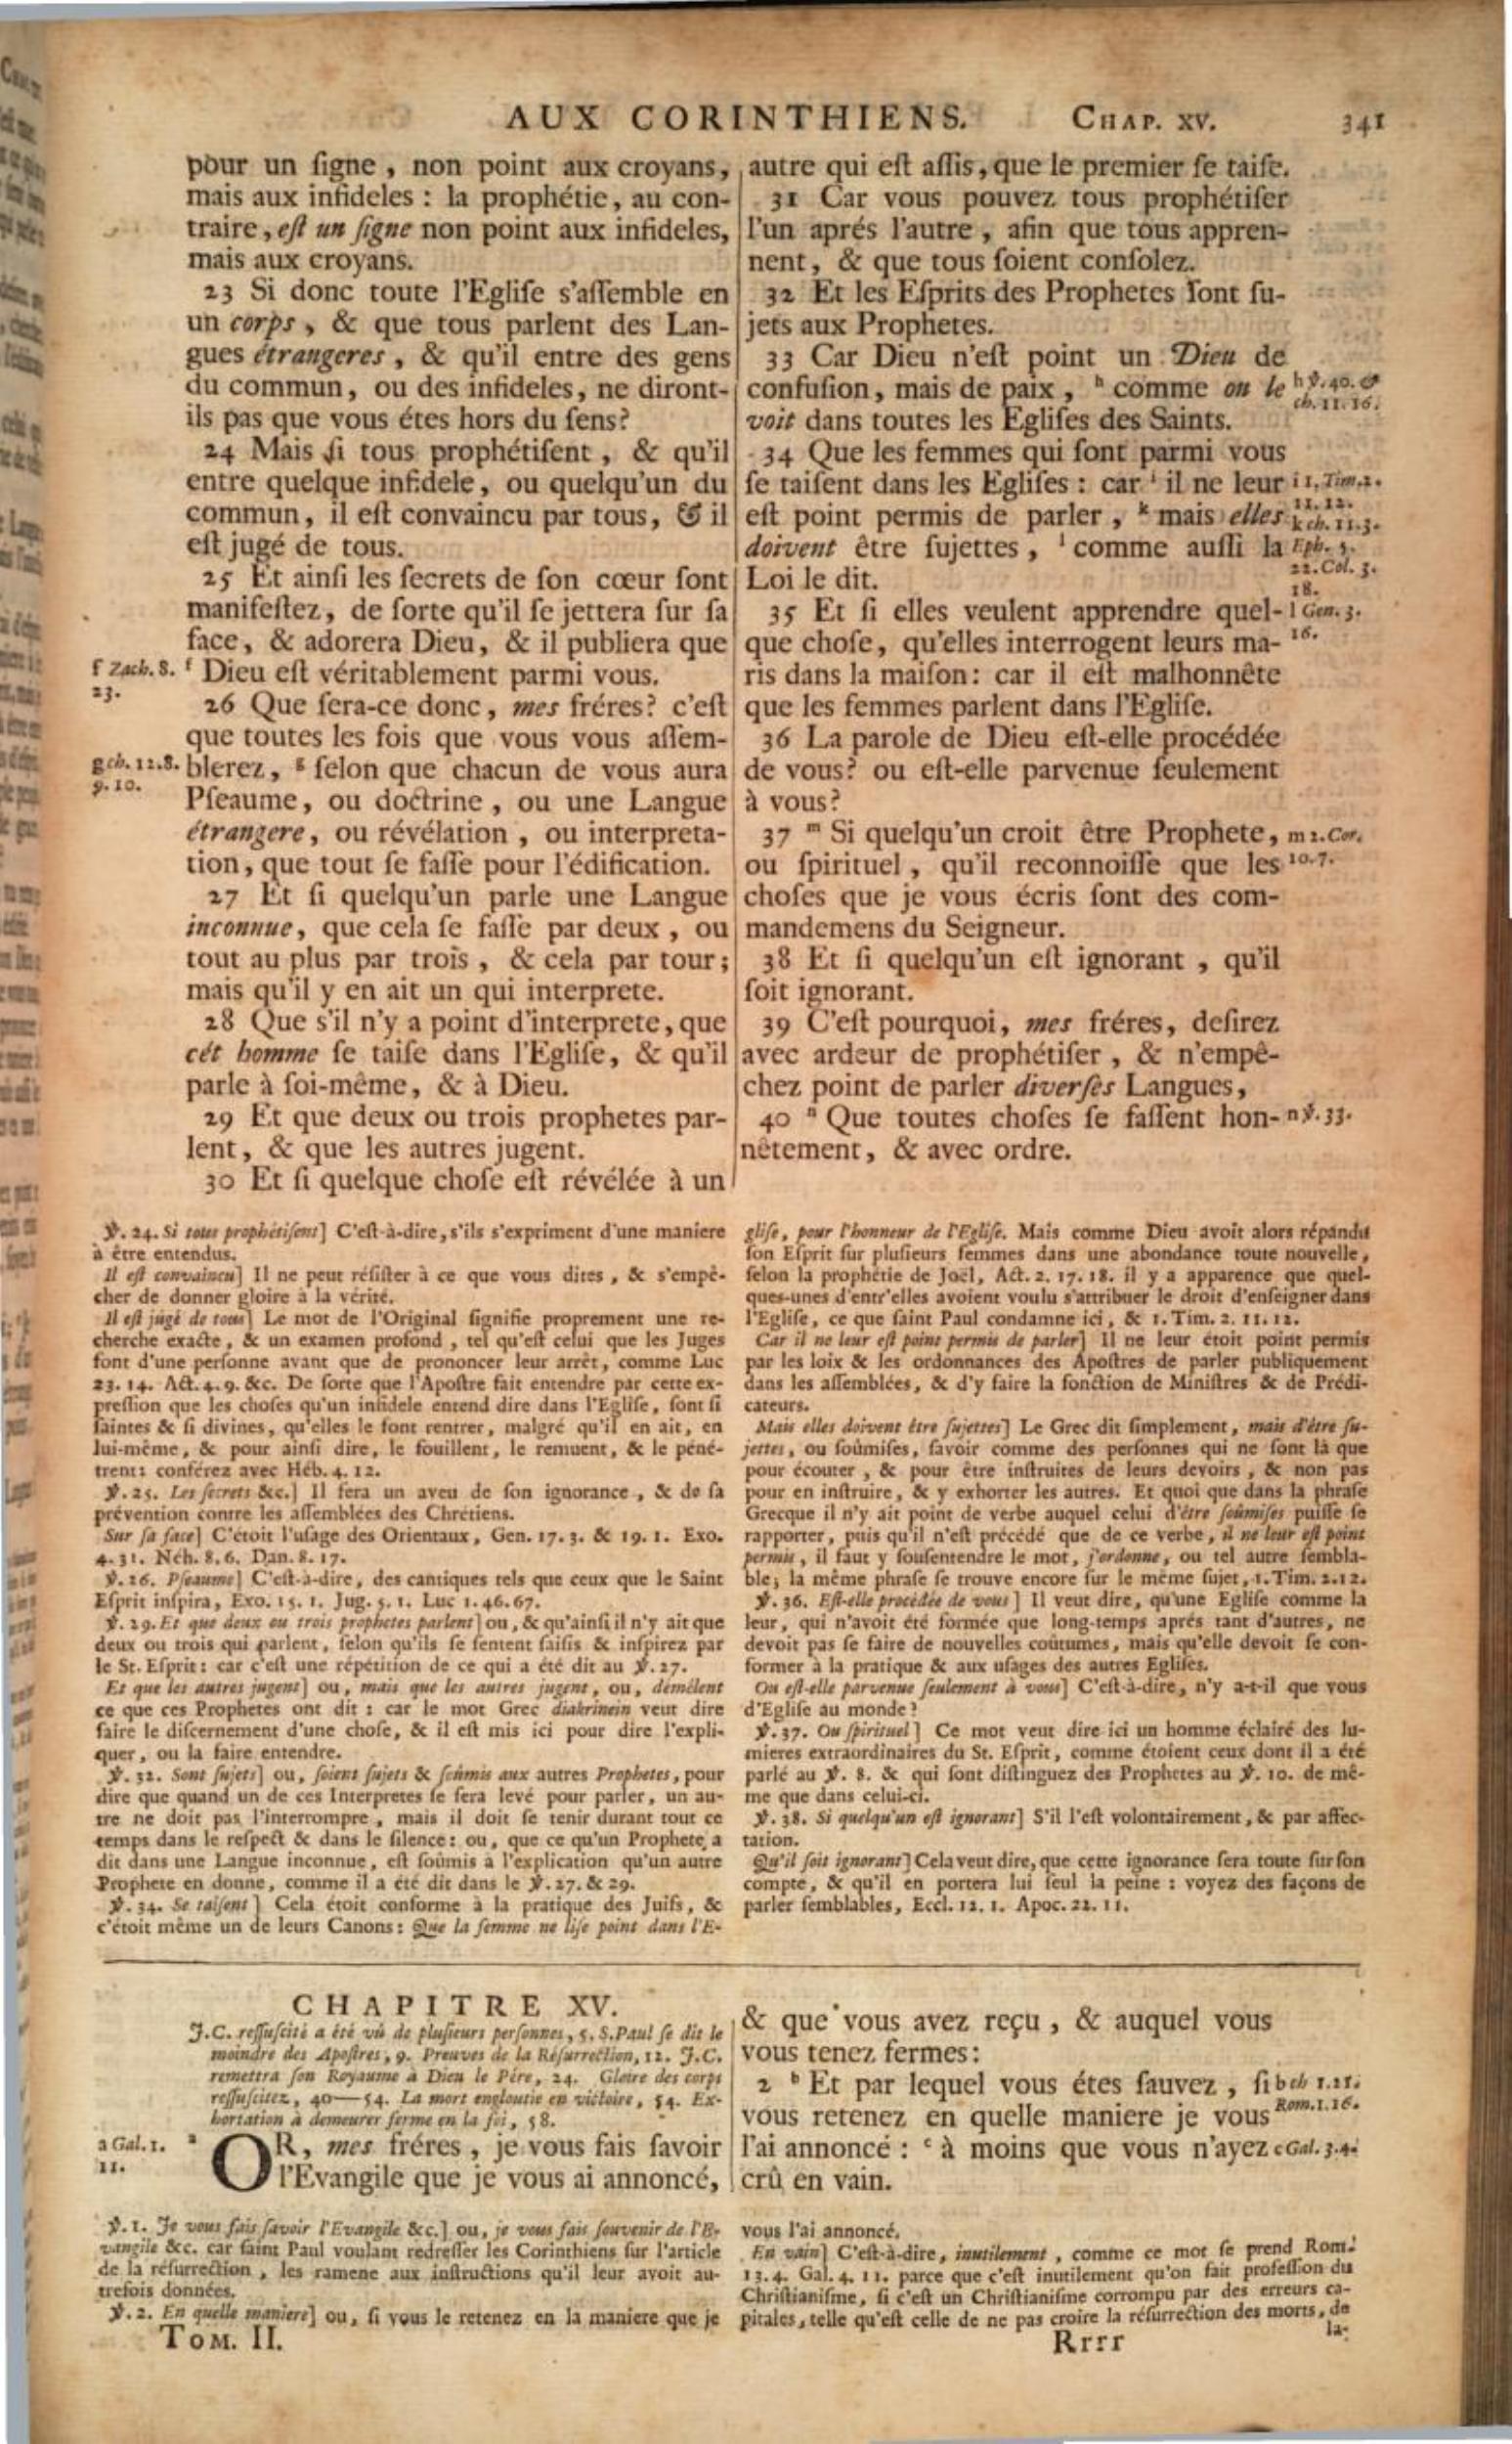 AUX CORINTHIENS. CHAP. XV. 341
pour un ſigne, non point aux croyans,
mais aux infideles : la prophétie, au con-
traire, eſt un ſigne non point aux infideles,
mais aux croyans.
23 Si donc toute l'Egliſe s'aſſemble en
un corps, & que tous parlent des Lan-
gues étrangeres, & qu'il entre des gens
du commun, ou des infideles, ne diront-
ils pas que vous étes hors du ſens?
24 Mais ſi tous prophétiſent, & qu'il
entre quelque infidele, ou quelqu'un du
commun, il eſt convaincu par tous, & il
eſt jugé de tous.
25 Et ainſi les ſecrets de ſon cœur ſont
manifeſtez, de ſorte qu'il ſe jettera ſur ſa
face, & adorera Dieu, & il publiera que
f Zach. 8. f Dieu eſt véritablement parmi vous.
23.
26 Que ſera-ce donc, mes fréres? c'eſt
que toutes les fois que vous vous aſſem-
g ch. 12.8. blerez, g ſelon que chacun de vous aura
9. 10.
Pſeaume, ou doctrine, ou une Langue
étrangere, ou révélation, ou interpreta-
tion, que tout ſe faſſe pour l'édification.
27 Et ſi quelqu'un parle une Langue
inconnue, que cela ſe faſſe par deux, ou
tout au plus par trois, & cela par tour;
mais qu'il y en ait un qui interprete.
28 Que s'il n'y a point d'interprete, que
cét homme ſe taiſe dans l'Egliſe, & qu'il
parle à ſoi-même, & à Dieu.
29 Et que deux ou trois prophetes par-
lent, & que les autres jugent.
30 Et ſi quelque choſe eſt révélée à un
autre qui eſt aſſis, que le premier ſe taiſe.
31 Car vous pouvez tous prophétiſer
l'un aprés l'autre, afin que tous appren-
nent, & que tous ſoient conſolez.
32 Et les Eſprits des Prophetes ſont ſu-
jets aux Prophetes.
33 Car Dieu n'eſt point un Dieu de
confuſion, mais de paix, h comme on le h ℣. 40. &
ch. 11. 16.
voit dans toutes les Egliſes des Saints.
34 Que les femmes qui ſont parmi vous
ſe taiſent dans les Egliſes : car i il ne leur i 1. Tim. 2.
11. 12.
eſt point permis de parler, k mais elles k ch. 11. 3.
doivent être ſujettes, l comme auſſi la Eph. 5.
22. Col. 3.
Loi le dit.
18.
35 Et ſi elles veulent apprendre quel- l Gen. 3.
que choſe, qu'elles interrogent leurs ma- 16.
ris dans la maiſon: car il eſt malhonnête
que les femmes parlent dans l'Egliſe.
36 La parole de Dieu eſt-elle procédée
de vous? ou eſt-elle parvenue ſeulement
à vous?
37 m Si quelqu'un croit être Prophete, m 2. Cor.
ou ſpirituel, qu'il reconnoiſſe que les 10. 7.
choſes que je vous écris ſont des com-
mandemens du Seigneur.
38 Et ſi quelqu'un eſt ignorant, qu'il
ſoit ignorant.
39 C'eſt pourquoi, mes fréres, deſirez
avec ardeur de prophétiſer, & n'empê-
chez point de parler diverſes Langues,
40 n Que toutes choſes ſe faſſent hon- n ℣. 33.
nêtement, & avec ordre.
℣. 24. Si tous prophétiſent] C'eſt-à-dire, s'ils s'expriment d'une maniere
à être entendus.
Il eſt convaincu] Il ne peut réſiſter à ce que vous dites, & s'empê-
cher de donner gloire à la vérité.
Il eſt jugé de tous] Le mot de l'Original ſignifie proprement une re-
cherche exacte, & un examen profond, tel qu'eſt celui que les Juges
font d'une perſonne avant que de prononcer leur arrêt, comme Luc
23. 14. Act. 4. 9. &c. De ſorte que l'Apoſtre fait entendre par cette ex-
preſſion que les choſes qu'un infidele entend dire dans l'Egliſe, ſont ſi
ſaintes & ſi divines, qu'elles le font rentrer, malgré qu'il en ait, en
lui-même, & pour ainſi dire, le fouillent, le remuent, & le péné-
trent: conférez avec Héb. 4. 12.
℣. 25. Les ſecrets &c.] Il fera un aveu de ſon ignorance, & de ſa
prévention contre les aſſemblées des Chrétiens.
Sur ſa face] C'étoit l'uſage des Orientaux, Gen. 17. 3. & 19. 1. Exo.
4. 31. Néh. 8. 6. Dan. 8. 17.
℣. 26. Pſeaume] C'eſt-à-dire, des cantiques tels que ceux que le Saint
Eſprit inſpira, Exo. 15. 1. Jug. 5. 1. Luc 1. 46. 67.
℣. 29. Et que deux ou trois prophetes parlent] ou, & qu'ainſi il n'y ait que
deux ou trois qui parlent, ſelon qu'ils ſe ſentent ſaiſis & inſpirez par
le St. Eſprit: car c'eſt une répétition de ce qui a été dit au ℣. 27.
Et que les autres jugent] ou, mais que les autres jugent, ou, démêlent
ce que ces Prophetes ont dit : car le mot Grec diakrinein veut dire
faire le diſcernement d'une choſe, & il eſt mis ici pour dire l'expli-
quer, ou la faire entendre.
℣. 32. Sont ſujets] ou, ſoient ſujets & ſoûmis aux autres Prophetes, pour
dire que quand un de ces Interpretes ſe ſera levé pour parler, un au-
tre ne doit pas l'interrompre, mais il doit ſe tenir durant tout ce
temps dans le reſpect & dans le ſilence: ou, que ce qu'un Prophete a
dit dans une Langue inconnue, eſt ſoûmis à l'explication qu'un autre
Prophete en donne, comme il a été dit dans le ℣. 27. & 29.
℣. 34. Se taiſent] Cela étoit conforme à la pratique des Juifs, &
c'étoit même un de leurs Canons: Que la femme ne liſe point dans l'E-
gliſe, pour l'honneur de l'Egliſe. Mais comme Dieu avoit alors répandu
ſon Eſprit ſur pluſieurs femmes dans une abondance toute nouvelle,
ſelon la prophétie de Joël, Act. 2. 17. 18. il y a apparence que quel-
ques-unes d'entr'elles avoient voulu s'attribuer le droit d'enſeigner dans
l'Egliſe, ce que ſaint Paul condamne ici, & 1. Tim. 2. 11. 12.
Car il ne leur eſt point permis de parler] Il ne leur étoit point permis
par les loix & les ordonnances des Apoſtres de parler publiquement
dans les aſſemblées, & d'y faire la fonction de Miniſtres & de Prédi-
cateurs.
Mais elles doivent être ſujettes] Le Grec dit ſimplement, mais d'être ſu-
jettes, ou ſoûmiſes, ſavoir comme des perſonnes qui ne ſont là que
pour écouter, & pour être inſtruites de leurs devoirs, & non pas
pour en inſtruire, & y exhorter les autres. Et quoi que dans la phraſe
Grecque il n'y ait point de verbe auquel celui d'être ſoûmiſes puiſſe ſe
rapporter, puis qu'il n'eſt précédé que de ce verbe, il ne leur eſt point
permis, il faut y ſouſentendre le mot, j'ordonne, ou tel autre ſembla-
ble; la même phraſe ſe trouve encore ſur le même ſujet, 1. Tim. 2. 12.
℣. 36. Eſt-elle procédée de vous] Il veut dire, qu'une Egliſe comme la
leur, qui n'avoit été formée que long-temps aprés tant d'autres, ne
devoit pas ſe faire de nouvelles coûtumes, mais qu'elle devoit ſe con-
former à la pratique & aux uſages des autres Egliſes.
Ou eſt-elle parvenue ſeulement à vous] C'eſt-à-dire, n'y a-t-il que vous
d'Egliſe au monde?
℣. 37. Ou ſpirituel] Ce mot veut dire ici un homme éclairé des lu-
mieres extraordinaires du St. Eſprit, comme étoient ceux dont il a été
parlé au ℣. 8. & qui ſont diſtinguez des Prophetes au ℣. 10. de mê-
me que dans celui-ci.
℣. 38. Si quelqu'un eſt ignorant] S'il l'eſt volontairement, & par affec-
tation.
Qu'il ſoit ignorant] Cela veut dire, que cette ignorance ſera toute ſur ſon
compte, & qu'il en portera lui ſeul la peine : voyez des façons de
parler ſemblables, Eccl. 12. 1. Apoc. 22. 11.
CHAPITRE XV.
J.C. reſſuſcité a été vû de pluſieurs perſonnes, 5. S. Paul ſe dit le
moindre des Apoſtres, 9. Preuves de la Réſurrection, 12. J.C.
remettra ſon Royaume à Dieu le Pére, 24. Gloire des corps
reſſuſcitez, 40—54. La mort engloutie en victoire, 54. Ex-
hortation à demeurer ferme en la foi, 58.
a Gal. 1. a OR, mes fréres, je vous fais ſavoir
11. l'Evangile que je vous ai annoncé,
& que vous avez reçu, & auquel vous
vous tenez fermes:
2 b Et par lequel vous étes ſauvez, ſi b ch 1. 21.
vous retenez en quelle maniere je vous Rom. 1. 16.
l'ai annoncé : c à moins que vous n'ayez c Gal. 3. 4.
crû en vain.
℣. 1. Je vous fais ſavoir l'Evangile &c.] ou, je vous fais ſouvenir de l'E-
vangile &c. car ſaint Paul voulant redreſſer les Corinthiens ſur l'article
de la réſurrection, les ramene aux inſtructions qu'il leur avoit au-
trefois données.
℣. 2. En quelle maniere] ou, ſi vous le retenez en la maniere que je
vous l'ai annoncé.
En vain] C'eſt-à-dire, inutilement, comme ce mot ſe prend Rom.
13. 4. Gal. 4. 11. parce que c'eſt inutilement qu'on fait profeſſion du
Chriſtianiſme, ſi c'eſt un Chriſtianiſme corrompu par des erreurs ca-
pitales, telle qu'eſt celle de ne pas croire la réſurrection des morts, de
la-
TOM. II. Rrrr